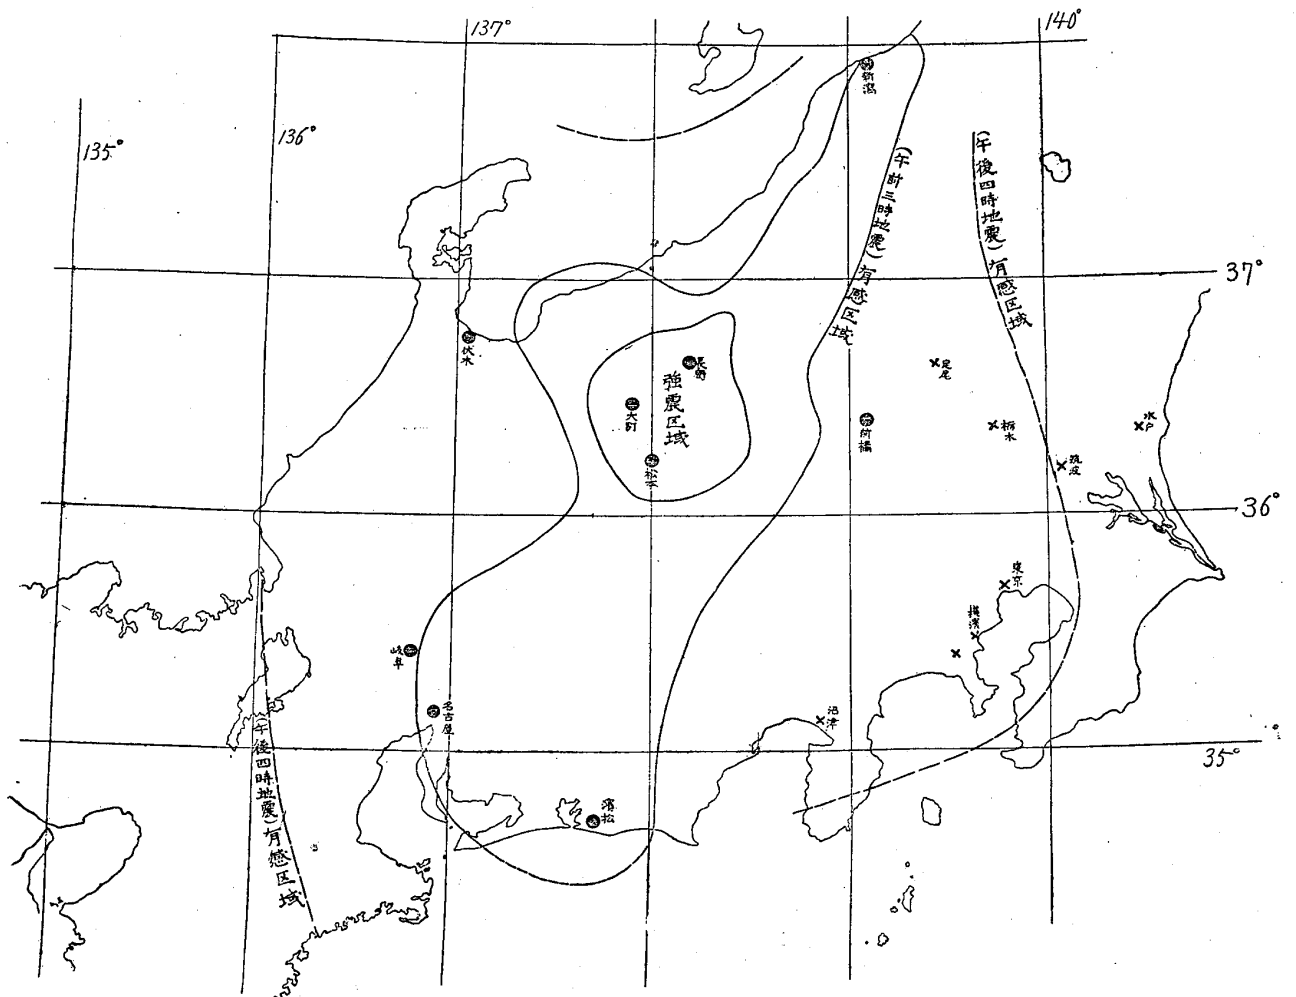 137°
140°
136°
135°
新潟
(午前三時地震)有感区域
(午後四時地震)有感区域
37°
伏木
長野
強震区域
大町
松本
足尾
前橋
栃木
水戸
筑波
36°
東京
横濱
岐阜
名古屋
沼津
35°
濱松
(午後四時地震)有感区域